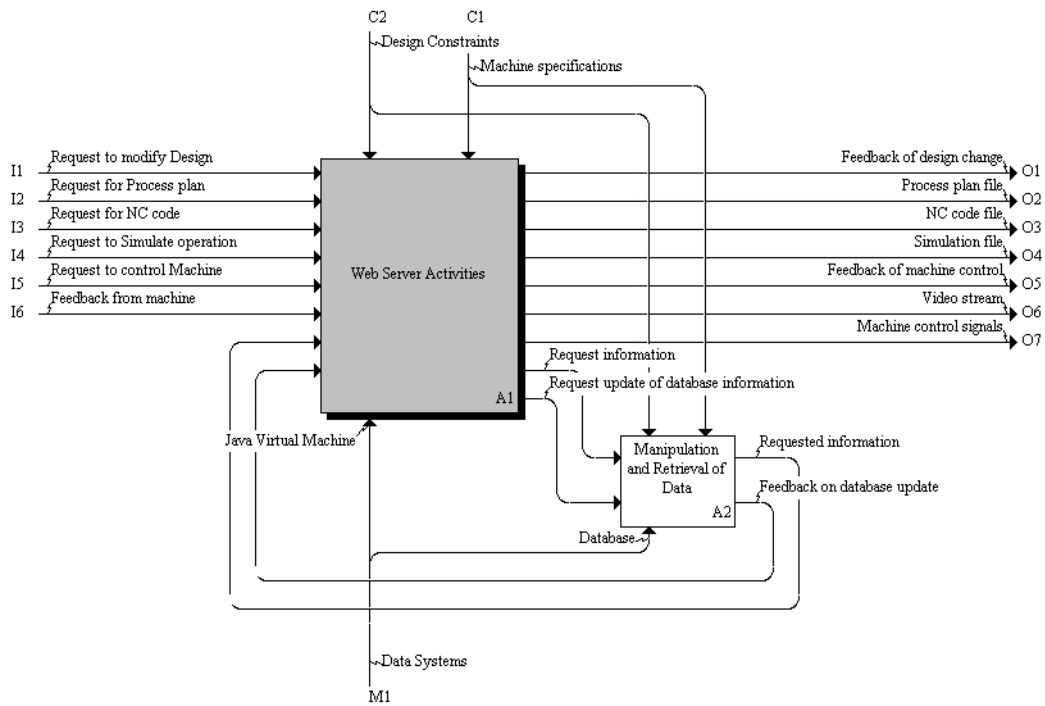 C2
C1
Design Constraints
Machine specifications
I1
Request to modify Design
I2
Request for Process plan
I3
Request for NC code
I4
Request to Simulate operation
I5
Request to control Machine
I6
Feedback from machine
Web Server Activities
A1
Feedback of design change
O1
Process plan file
O2
NC code file
O3
Simulation file
O4
Feedback of machine control
O5
Video stream
O6
Machine control signals
O7
Request information
Request update of database information
Java Virtual Machine
Manipulation
and Retrieval of
Data
A2
Requested information
Feedback on database update
Database
Data Systems
M1